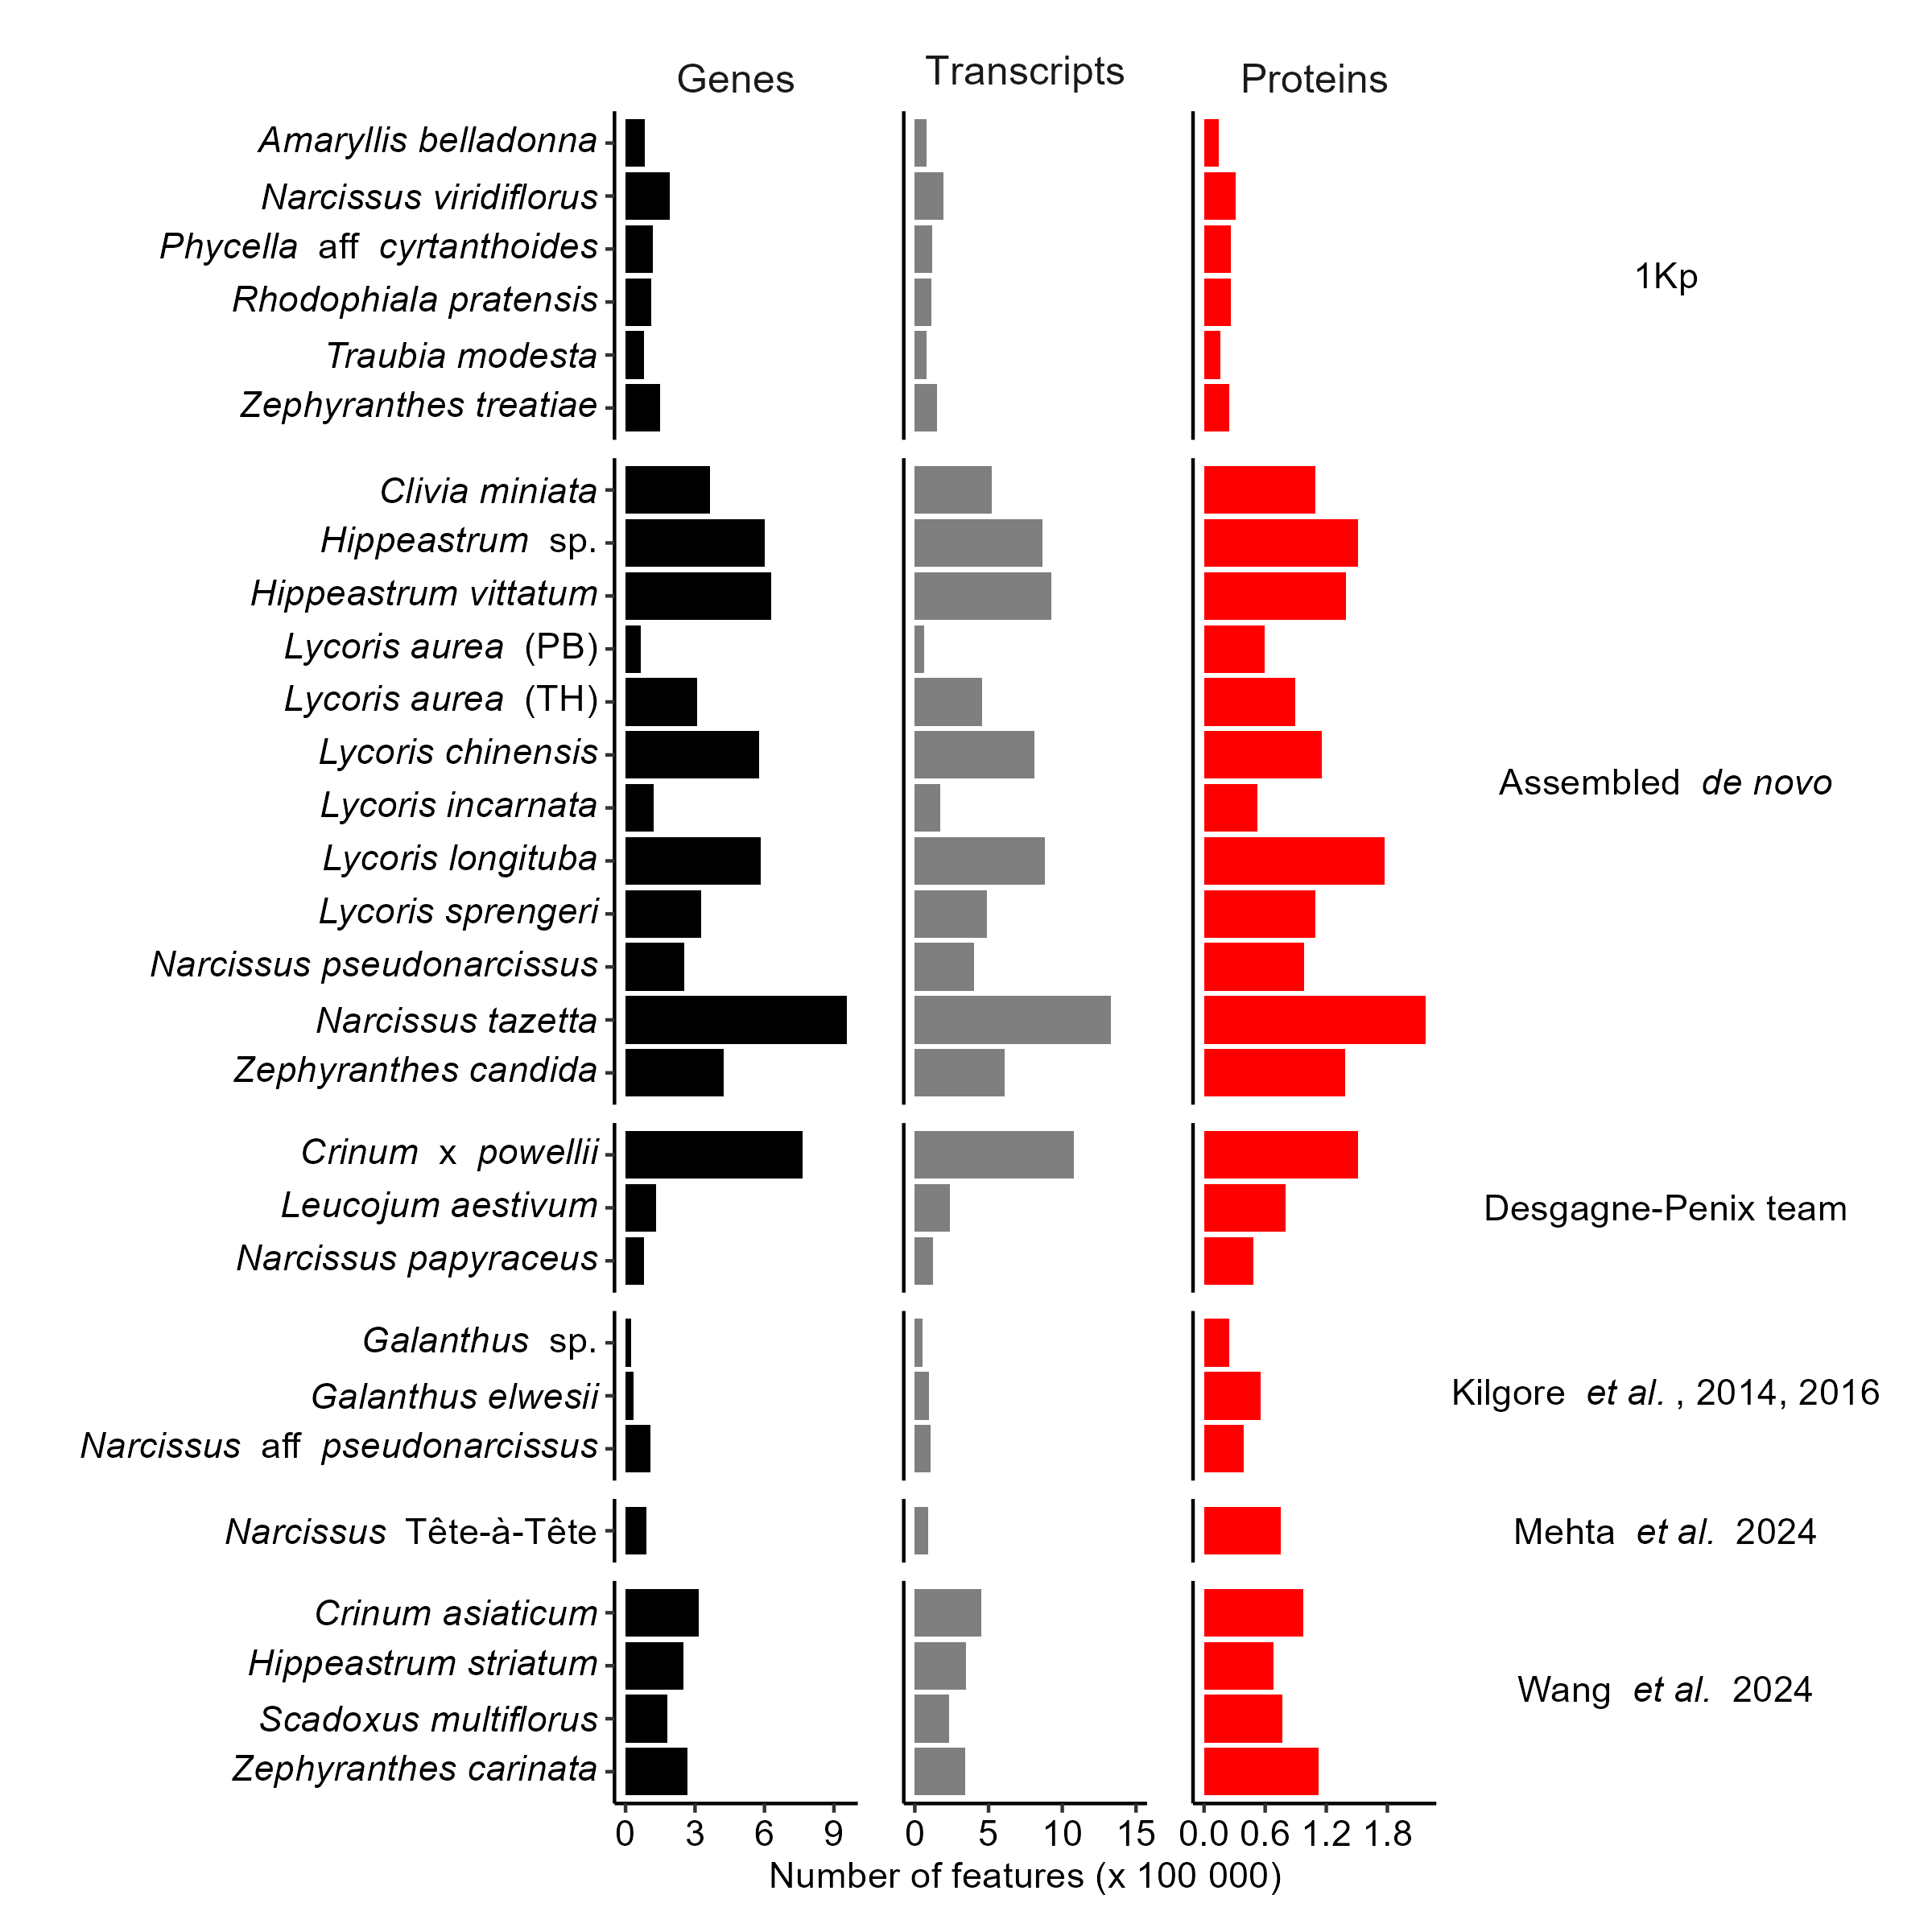 Genes Transcripts Proteins
Amaryllis belladonna
Narcissus viridiflorus
Phycella aff cyrtanthoides
1Kp
Rhodophiala pratensis
Traubia modesta
Zephyranthes treatiae
Clivia miniata
Hippeastrum sp.
Hippeastrum vittatum
Lycoris aurea (PB)
Lycoris aurea (TH)
Lycoris chinensis
Assembled de novo
Lycoris incarnata
Lycoris longituba
Lycoris sprengeri
Narcissus pseudonarcissus
Narcissus tazetta
Zephyranthes candida
Crinum x powellii
Leucojum aestivum
Desgagne-Penix team
Narcissus papyraceus
Galanthus sp.
Galanthus elwesii
Kilgore et al. , 2014, 2016
Narcissus aff pseudonarcissus
Narcissus Tête-à-Tête
Mehta et al. 2024
Crinum asiaticum
Hippeastrum striatum
Wang et al. 2024
Scadoxus multiflorus
Zephyranthes carinata
0 3 6 9 0 5 10 15 0.0 0.6 1.2 1.8
Number of features (x 100 000)